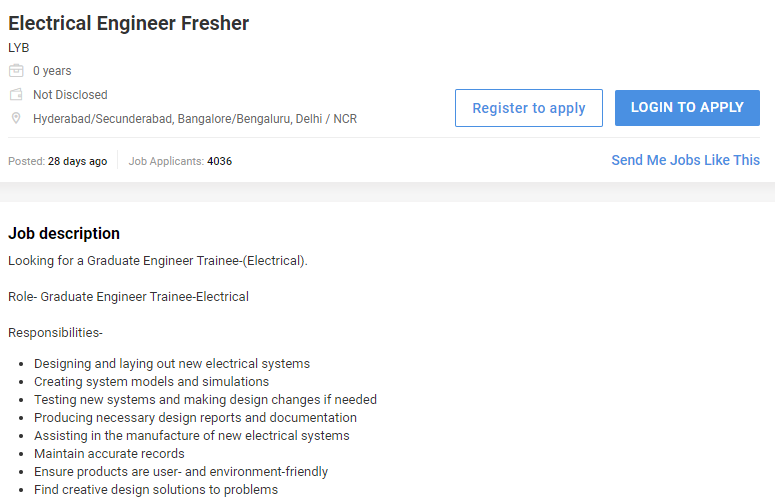 Electrical Engineer Fresher
LYB
0 years
Not Disclosed
Hyderabad/Secunderabad, Bangalore/Bengaluru, Delhi / NCR
Register to apply
LOGIN TO APPLY
Posted: 28 days ago
Job Applicants: 4036
Send Me Jobs Like This
Job description
Looking for a Graduate Engineer Trainee-(Electrical).
Role- Graduate Engineer Trainee-Electrical
Responsibilities-
• Designing and laying out new electrical systems
• Creating system models and simulations
• Testing new systems and making design changes if needed
• Producing necessary design reports and documentation
• Assisting in the manufacture of new electrical systems
• Maintain accurate records
• Ensure products are user- and environment-friendly
• Find creative design solutions to problems